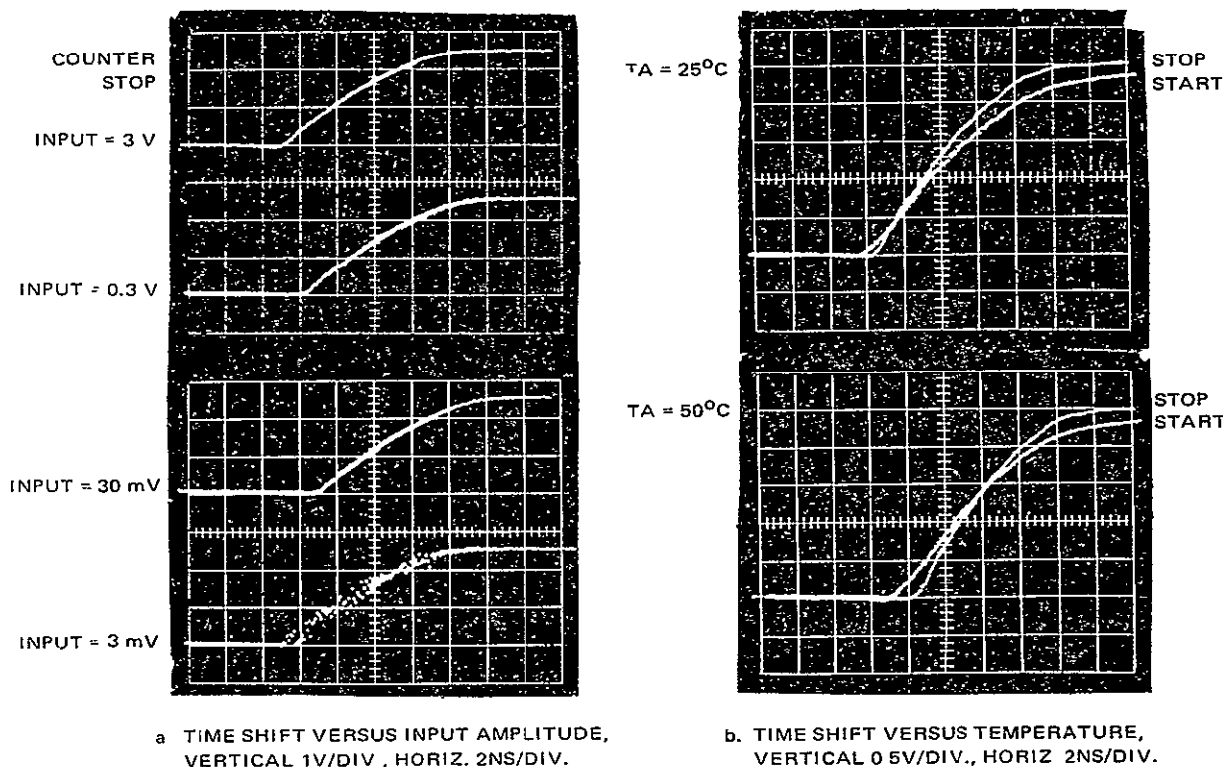 COUNTER
STOP
INPUT = 3 V
INPUT = 0.3 V
INPUT = 30 mV
INPUT = 3 mV
a TIME SHIFT VERSUS INPUT AMPLITUDE,
VERTICAL 1V/DIV , HORIZ. 2NS/DIV.
TA = 25°C
STOP
START
TA = 50°C
STOP
START
b. TIME SHIFT VERSUS TEMPERATURE,
VERTICAL 0 5V/DIV., HORIZ 2NS/DIV.